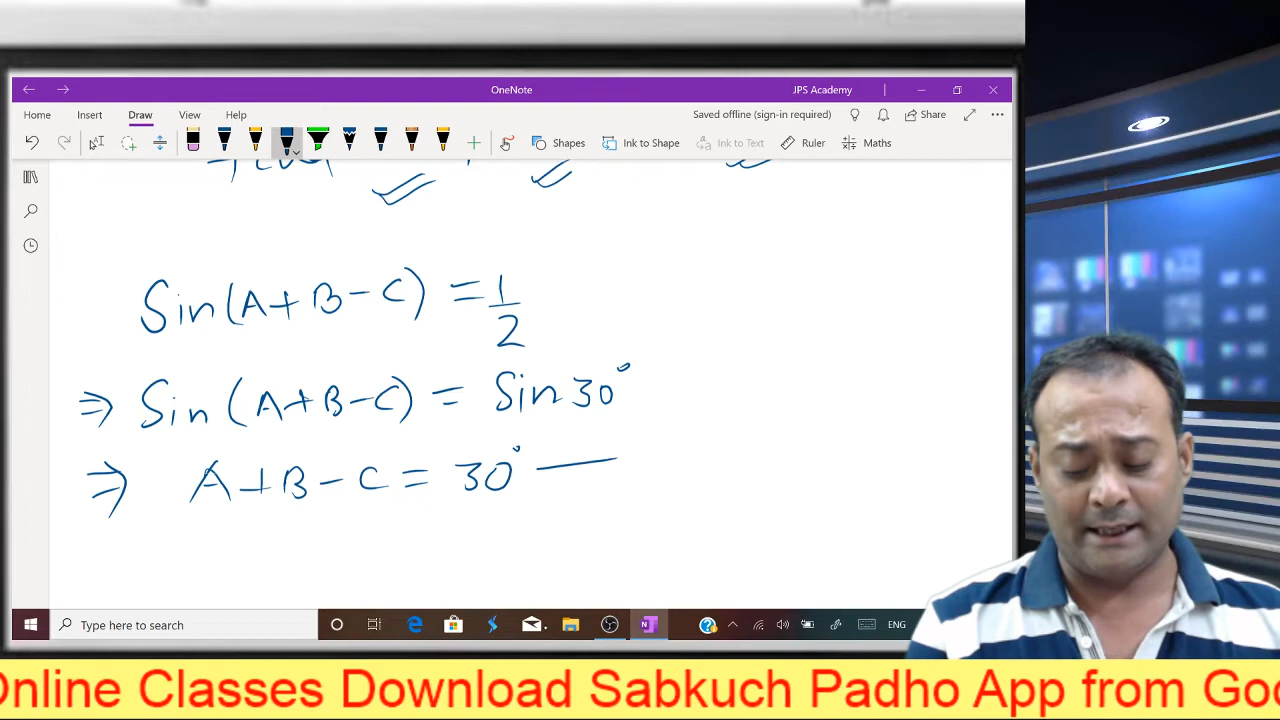 OneNote
JPS Academy
Home Insert Draw View Help
Saved offline (sign-in required)
Share
Shapes
Ink to Shape
Ink to Text
Ruler
Maths
Sin(A+B-C) = 1/2
⇒ Sin(A+B-C) = Sin 30°
⇒ A+B-C = 30° —
Type here to search
ENG
Online Classes Download Sabkuch Padho App from Goo